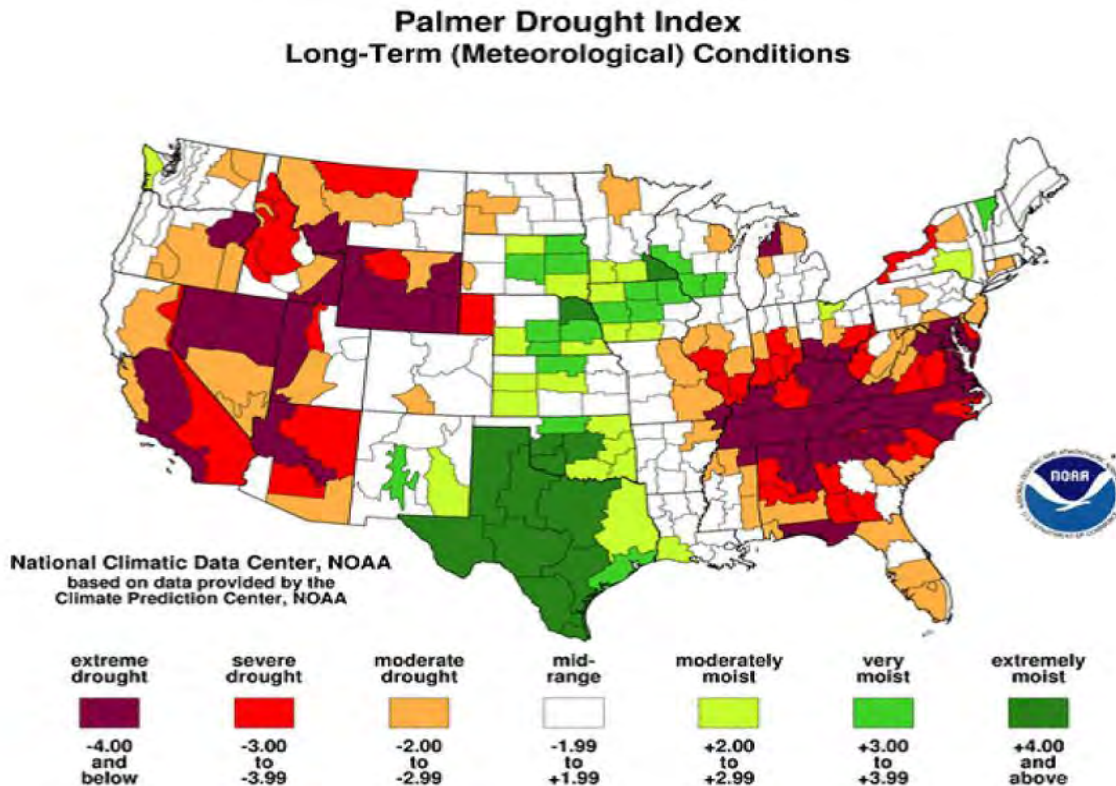 Palmer Drought Index
Long-Term (Meteorological) Conditions
NOAA
National Climatic Data Center, NOAA
based on data provided by the
Climate Prediction Center, NOAA
extreme drought
severe drought
moderate drought
mid-range
moderately moist
very moist
extremely moist
-4.00 and below
-3.00 to -3.99
-2.00 to -2.99
-1.99 to +1.99
+2.00 to +2.99
+3.00 to +3.99
+4.00 and above